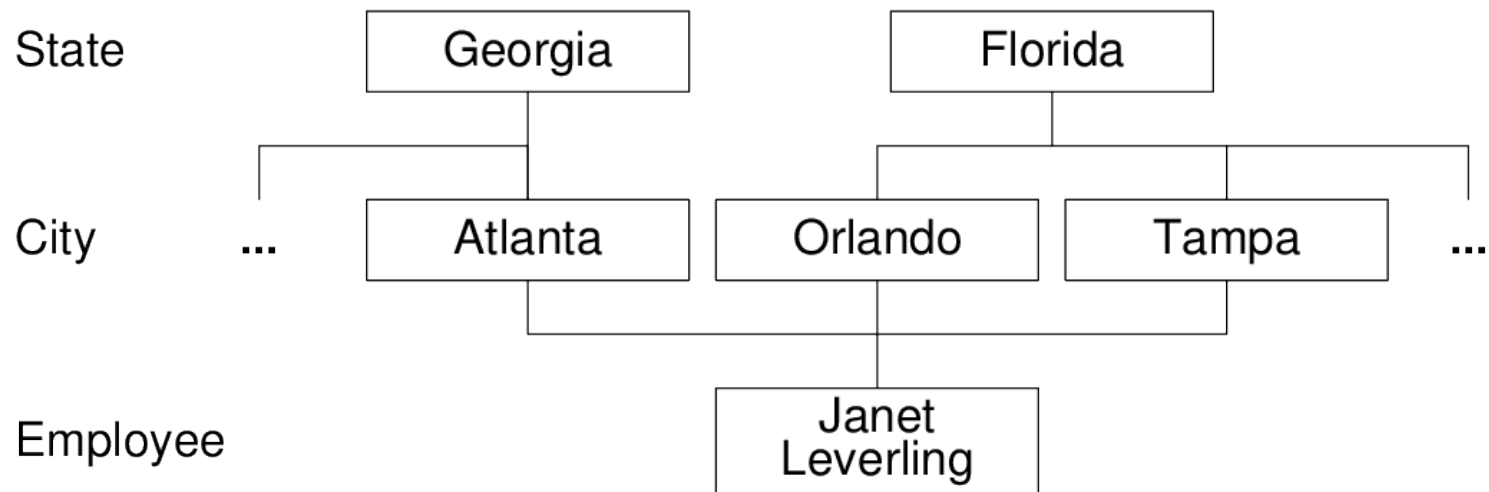 State Georgia Florida
City ... Atlanta Orlando Tampa ...
Employee Janet
Leverling